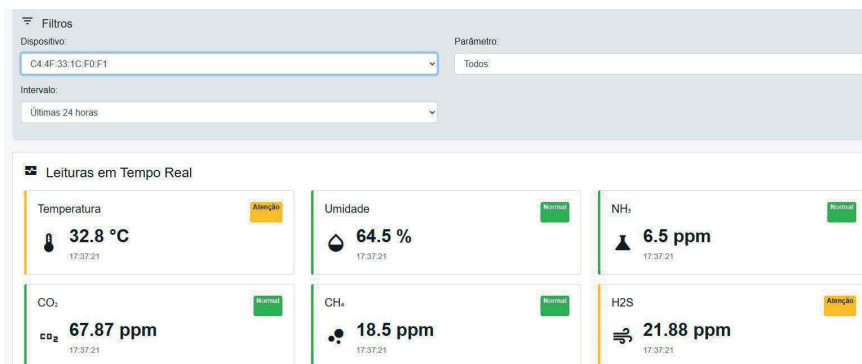 Filtros
Dispositivo:
Parâmetro:
C4:4F:33:1C:F0:F1
Todos
Intervalo:
Últimas 24 horas
Leituras em Tempo Real
Temperatura
Atenção
32.8 °C
17:37:21
Umidade
Normal
64.5 %
17:37:21
NH₃
Normal
6.5 ppm
17:37:21
CO₂
Normal
CO₂
67.87 ppm
17:37:21
CH₄
Normal
18.5 ppm
17:37:21
H2S
Atenção
21.88 ppm
17:37:21